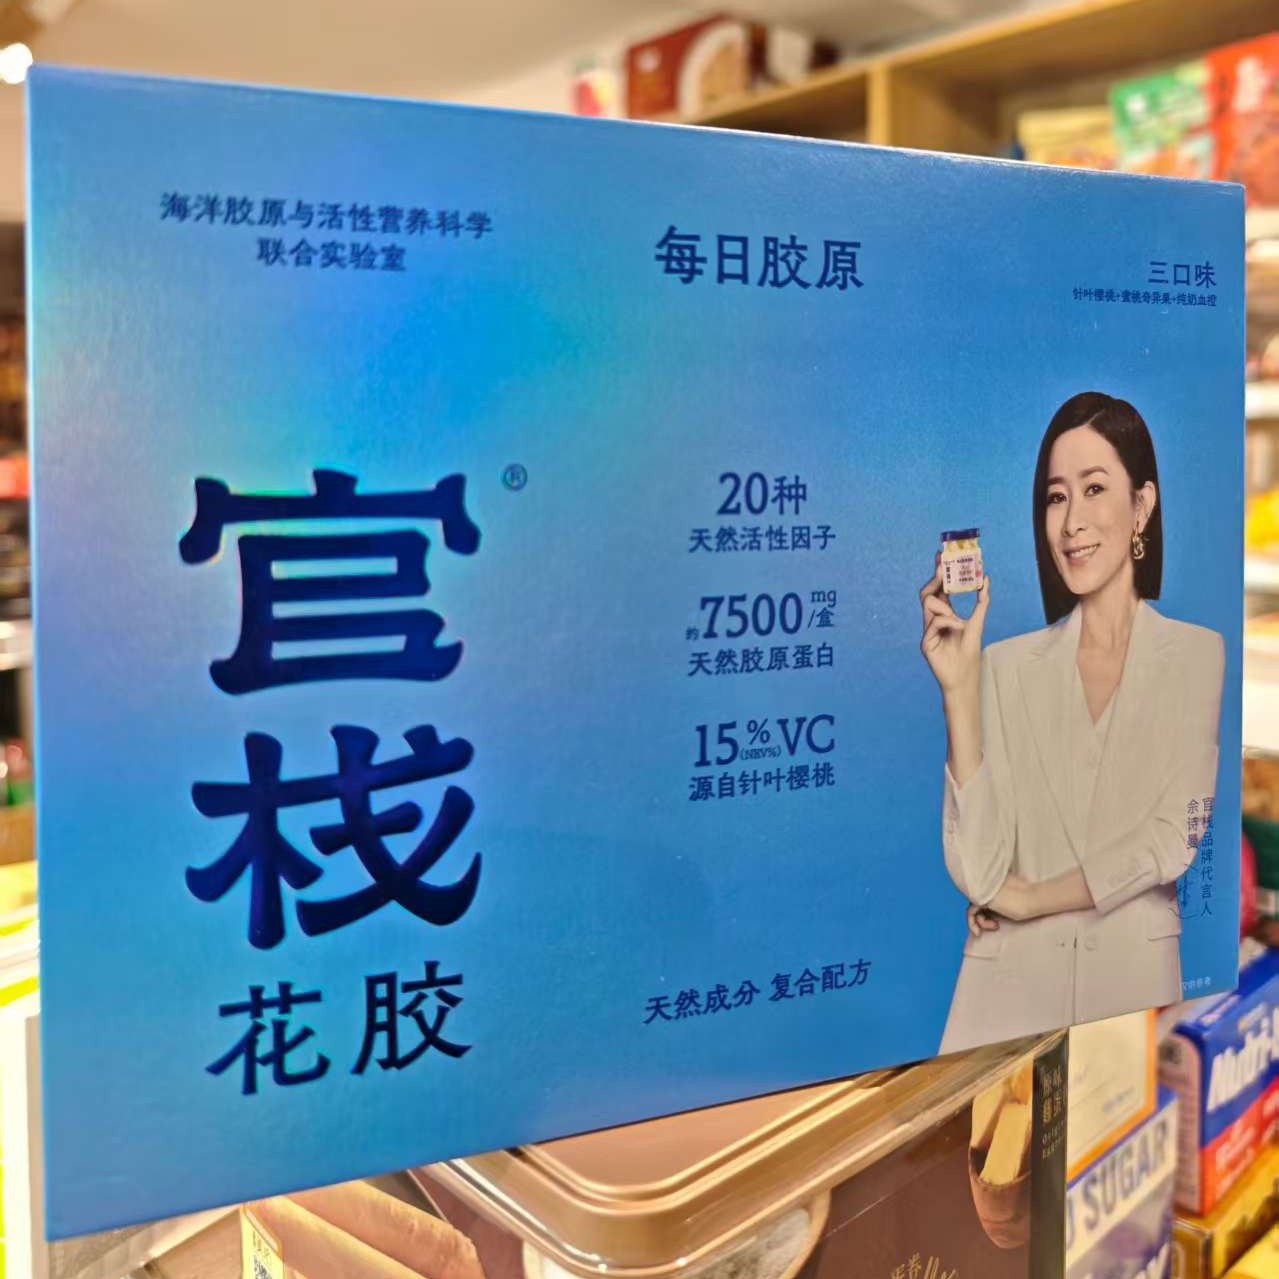 海洋胶原与活性营养科学
联合实验室
每日胶原
三口味
针叶樱桃+蜜桃奇异果+纯奶血橙
官栈®
花胶
20种
天然活性因子
约7500mg/盒
天然胶原蛋白
15%(NRV%)VC
源自针叶樱桃
天然成分 复合配方
官栈品牌代言人
佘诗曼
SUGAR
Nutri-